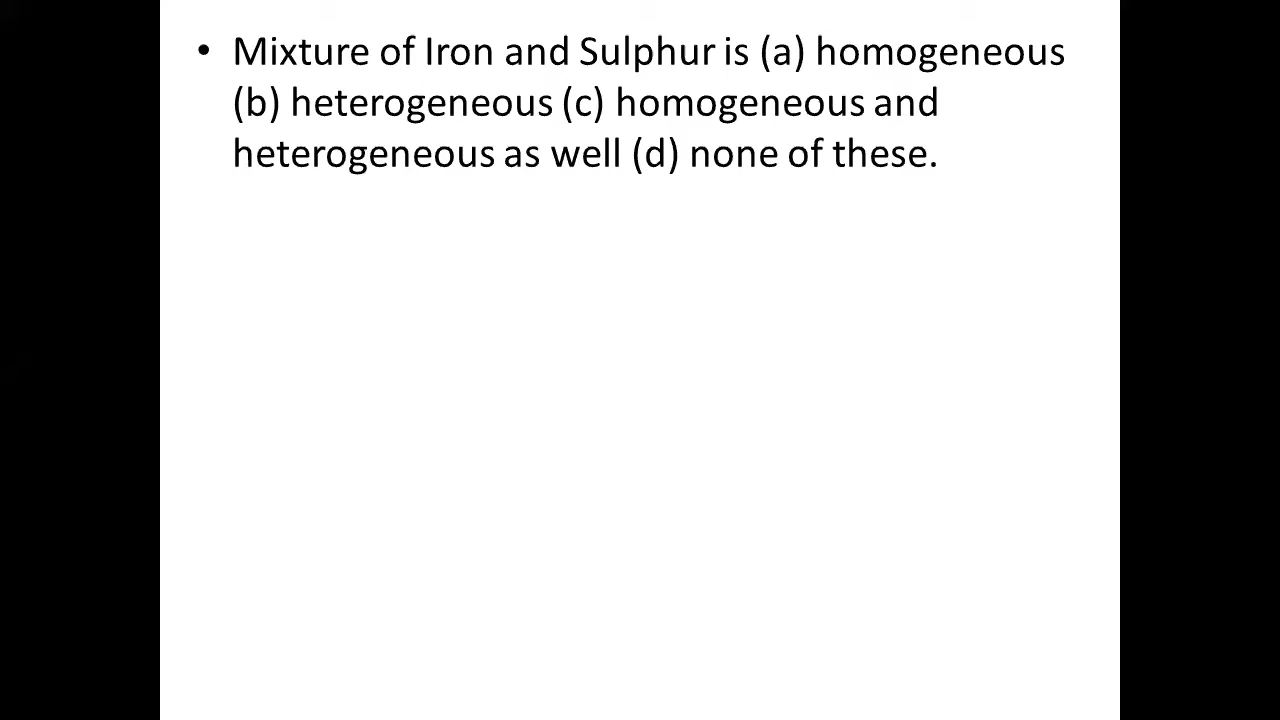 • Mixture of Iron and Sulphur is (a) homogeneous
(b) heterogeneous (c) homogeneous and
heterogeneous as well (d) none of these.